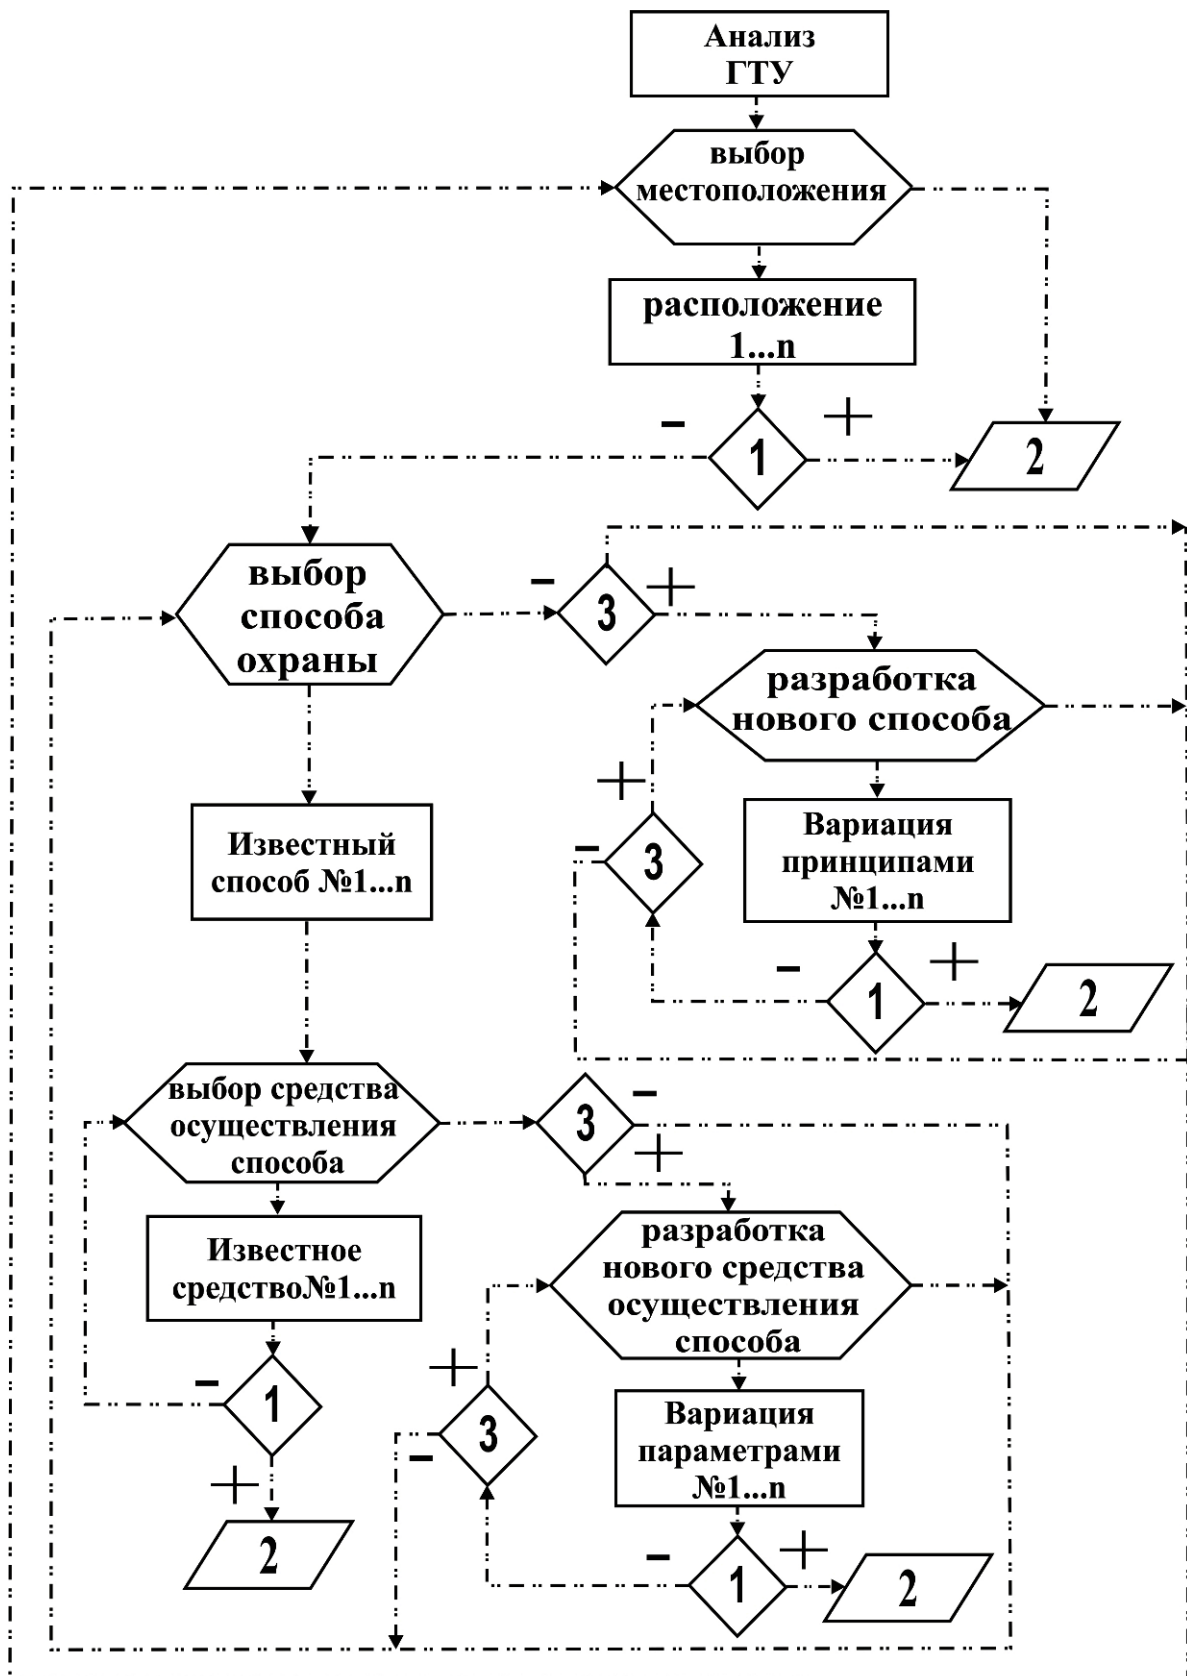 Анализ
ГТУ
выбор
местоположения
расположение
1...n
−
+
1
2
выбор
способа
охраны
−
+
3
разработка
нового способа
+
Известный
способ №1...n
−
3
Вариация
принципами
№1...n
−
+
1
2
выбор средства
осуществления
способа
3
−
+
Известное
средство№1...n
разработка
нового средства
осуществления
способа
−
1
+
2
+
3
−
Вариация
параметрами
№1...n
−
+
1
2